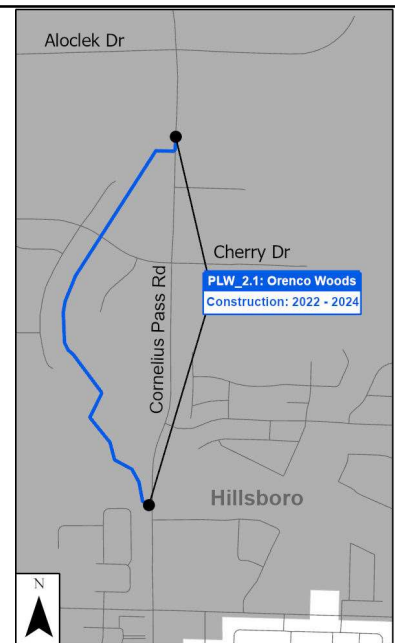 Aloclek Dr
Cherry Dr
PLW_2.1: Orenco Woods
Construction: 2022 - 2024
Cornelius Pass Rd
Hillsboro
N